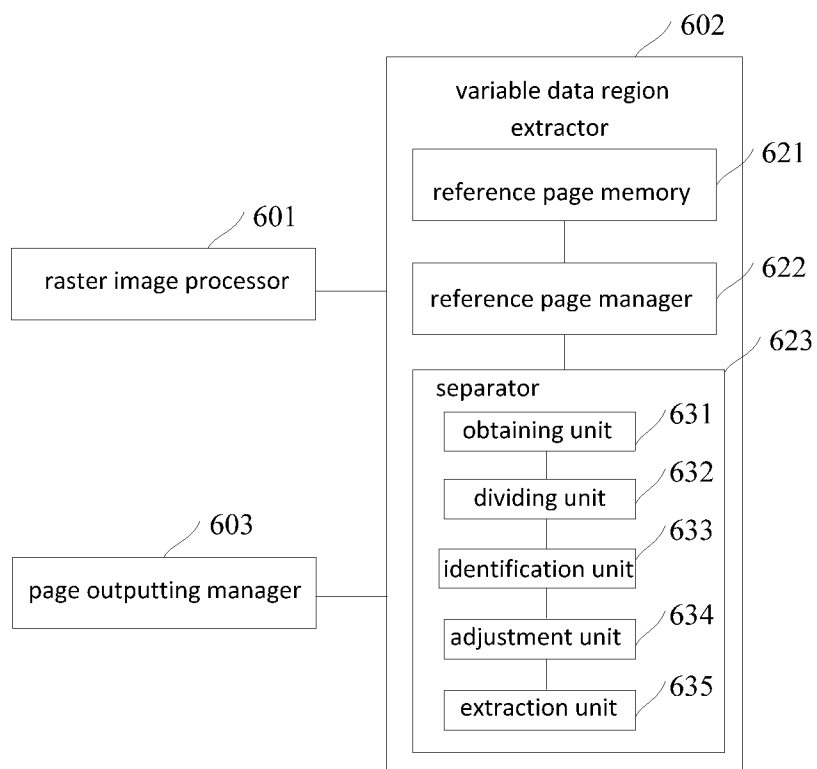 602
variable data region
extractor
621
reference page memory
601
raster image processor
622
reference page manager
623
separator
631
obtaining unit
632
dividing unit
603
633
identification unit
page outputting manager
634
adjustment unit
635
extraction unit